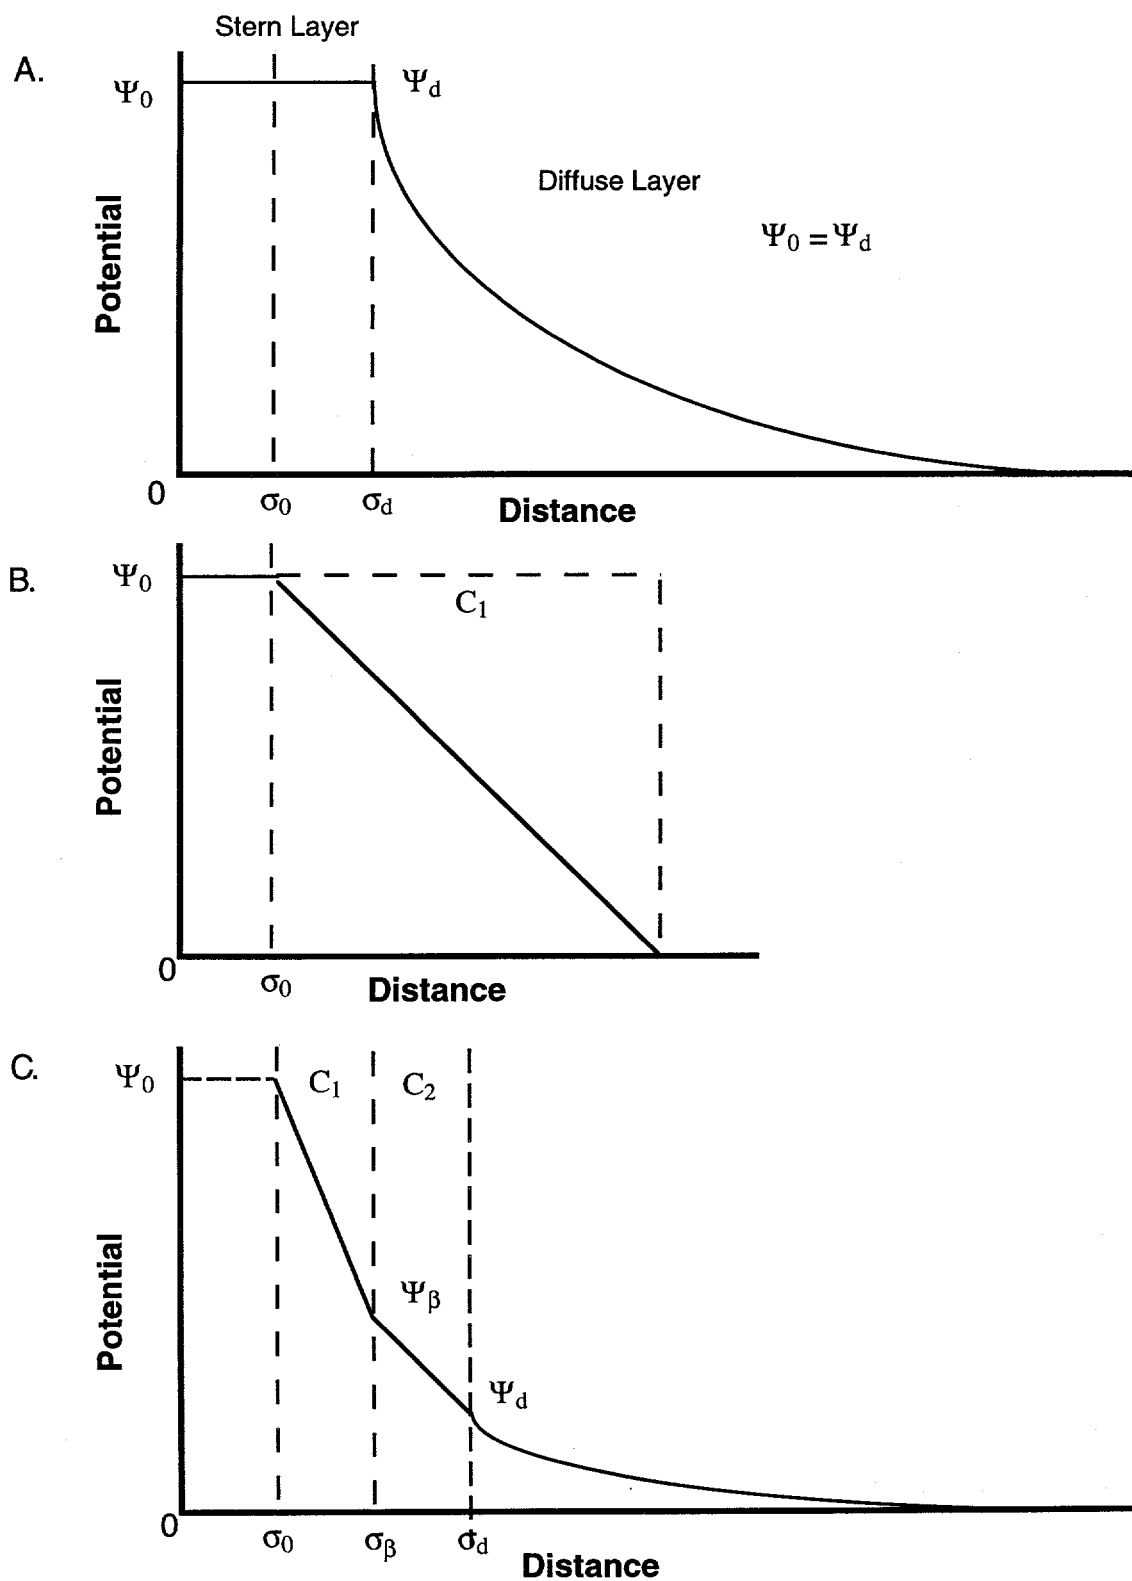 Stern Layer
A.
Ψ0
Ψd
Diffuse Layer
Ψ0 = Ψd
Potential
0
σ0
σd
Distance
B.
Ψ0
C1
Potential
0
σ0
Distance
C.
Ψ0
C1
C2
Ψβ
Potential
Ψd
0
σ0
σβ
σd
Distance